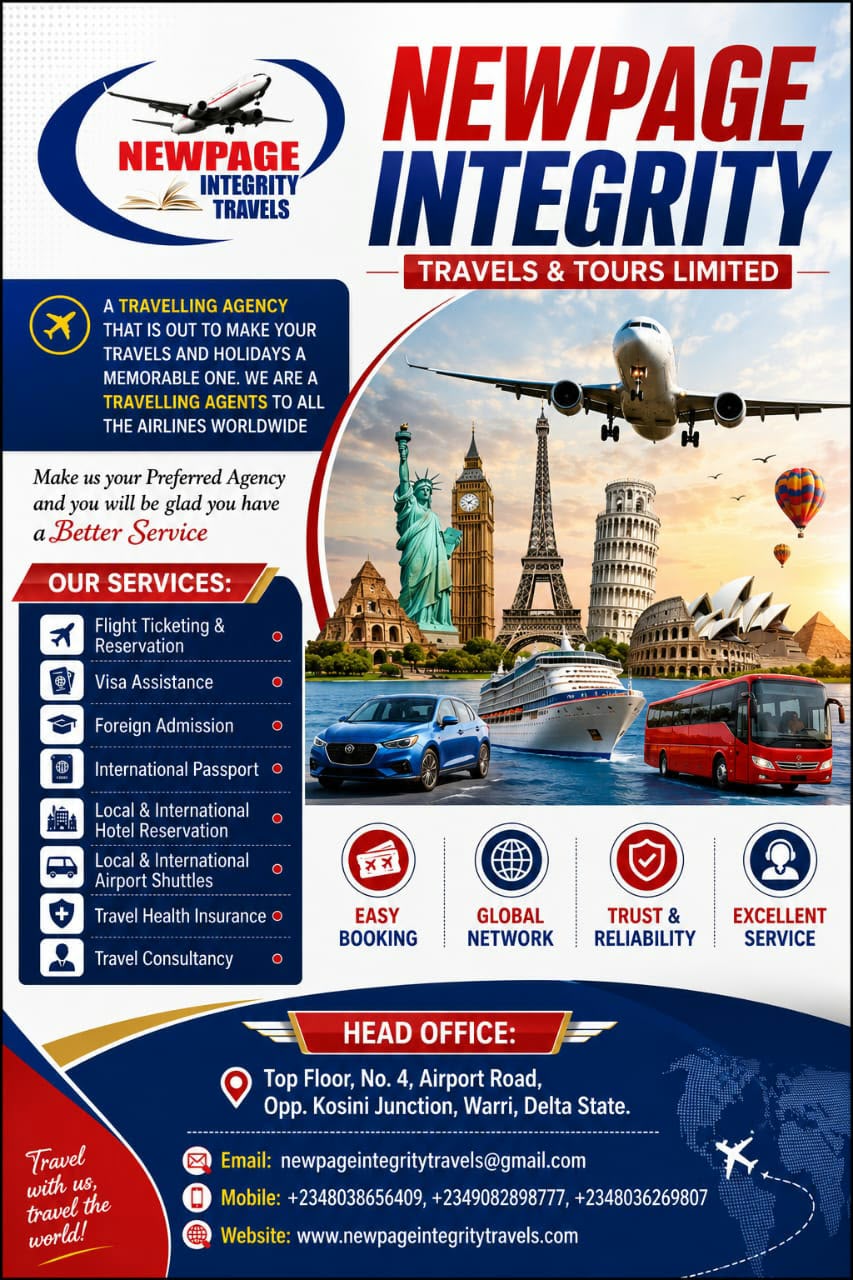 NEWPAGE
INTEGRITY
TRAVELS
NEWPAGE
INTEGRITY
TRAVELS & TOURS LIMITED
A TRAVELLING AGENCY
THAT IS OUT TO MAKE YOUR
TRAVELS AND HOLIDAYS A
MEMORABLE ONE. WE ARE A
TRAVELLING AGENTS TO ALL
THE AIRLINES WORLDWIDE
Make us your Preferred Agency
and you will be glad you have
a Better Service
OUR SERVICES:
Flight Ticketing &
Reservation
Visa Assistance
Foreign Admission
International Passport
Local & International
Hotel Reservation
Local & International
Airport Shuttles
Travel Health Insurance
Travel Consultancy
EASY
BOOKING
GLOBAL
NETWORK
TRUST &
RELIABILITY
EXCELLENT
SERVICE
HEAD OFFICE:
Top Floor, No. 4, Airport Road,
Opp. Kosini Junction, Warri, Delta State.
Email: newpageintegritytravels@gmail.com
Mobile: +2348038656409, +2349082898777, +2348036269807
Website: www.newpageintegritytravels.com
Travel
with us,
travel the
world!